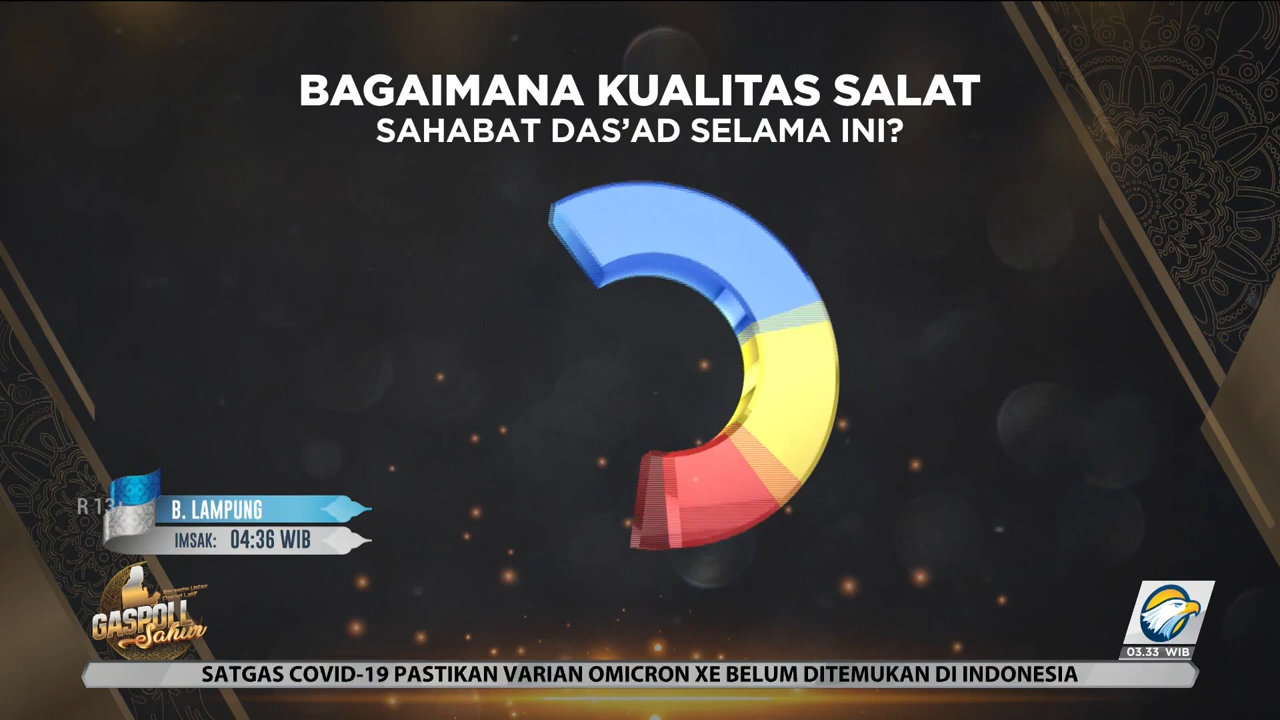 BAGAIMANA KUALITAS SALAT
SAHABAT DAS'AD SELAMA INI?
R 13+
B. LAMPUNG
IMSAK: 04:36 WIB
GASPOLL
Sahur
03.33 WIB
SATGAS COVID-19 PASTIKAN VARIAN OMICRON XE BELUM DITEMUKAN DI INDONESIA